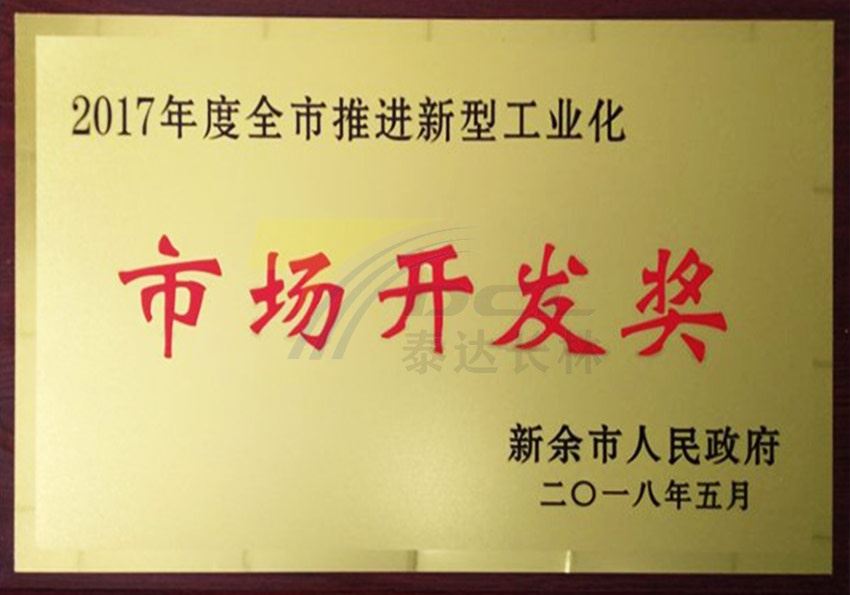 2017年度全市推进新型工业化
市场开发奖
泰达长林
新余市人民政府
二〇一八年五月